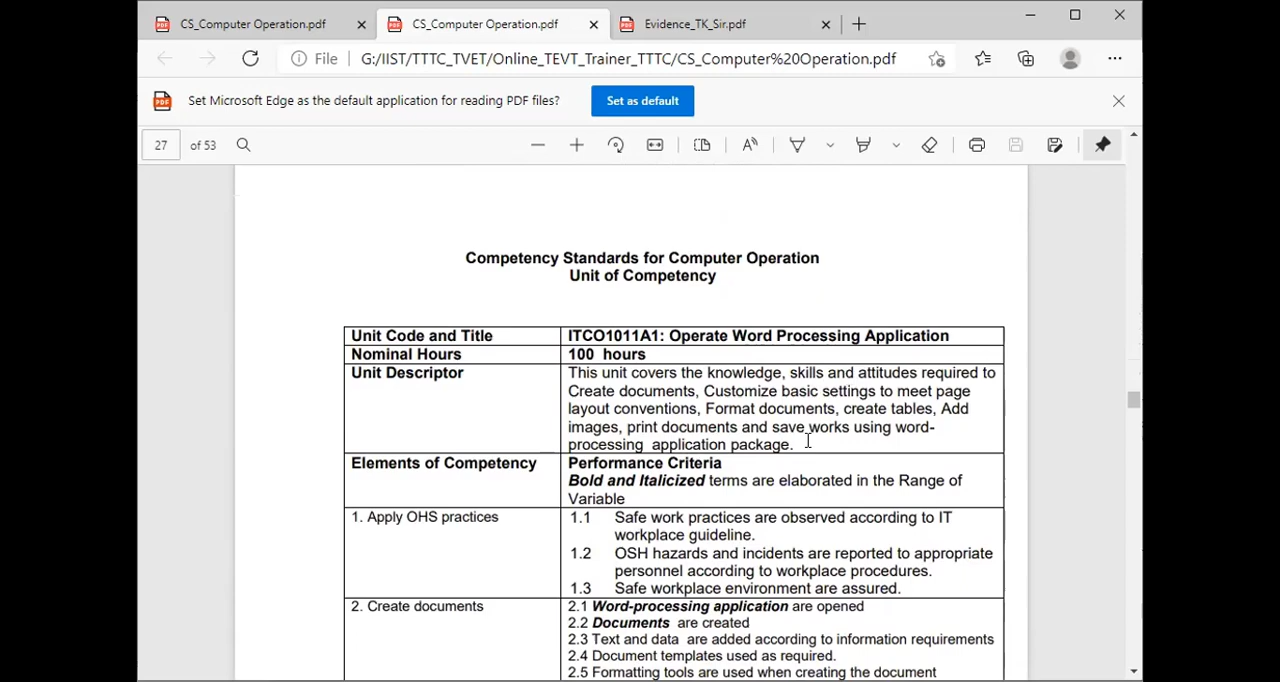 CS_Computer Operation.pdf
CS_Computer Operation.pdf
Evidence_TK_Sir.pdf
File
G:/IIST/TTTC_TVET/Online_TEVT_Trainer_TTTC/CS_Computer%20Operation.pdf
Set Microsoft Edge as the default application for reading PDF files?
Set as default
27 of 53
Competency Standards for Computer Operation
Unit of Competency
Unit Code and Title
ITCO1011A1: Operate Word Processing Application
Nominal Hours
100 hours
Unit Descriptor
This unit covers the knowledge, skills and attitudes required to
Create documents, Customize basic settings to meet page
layout conventions, Format documents, create tables, Add
images, print documents and save works using word-
processing application package.
Elements of Competency
Performance Criteria
Bold and Italicized terms are elaborated in the Range of
Variable
1. Apply OHS practices
1.1 Safe work practices are observed according to IT
workplace guideline.
1.2 OSH hazards and incidents are reported to appropriate
personnel according to workplace procedures.
1.3 Safe workplace environment are assured.
2. Create documents
2.1 Word-processing application are opened
2.2 Documents are created
2.3 Text and data are added according to information requirements
2.4 Document templates used as required.
2.5 Formatting tools are used when creating the document